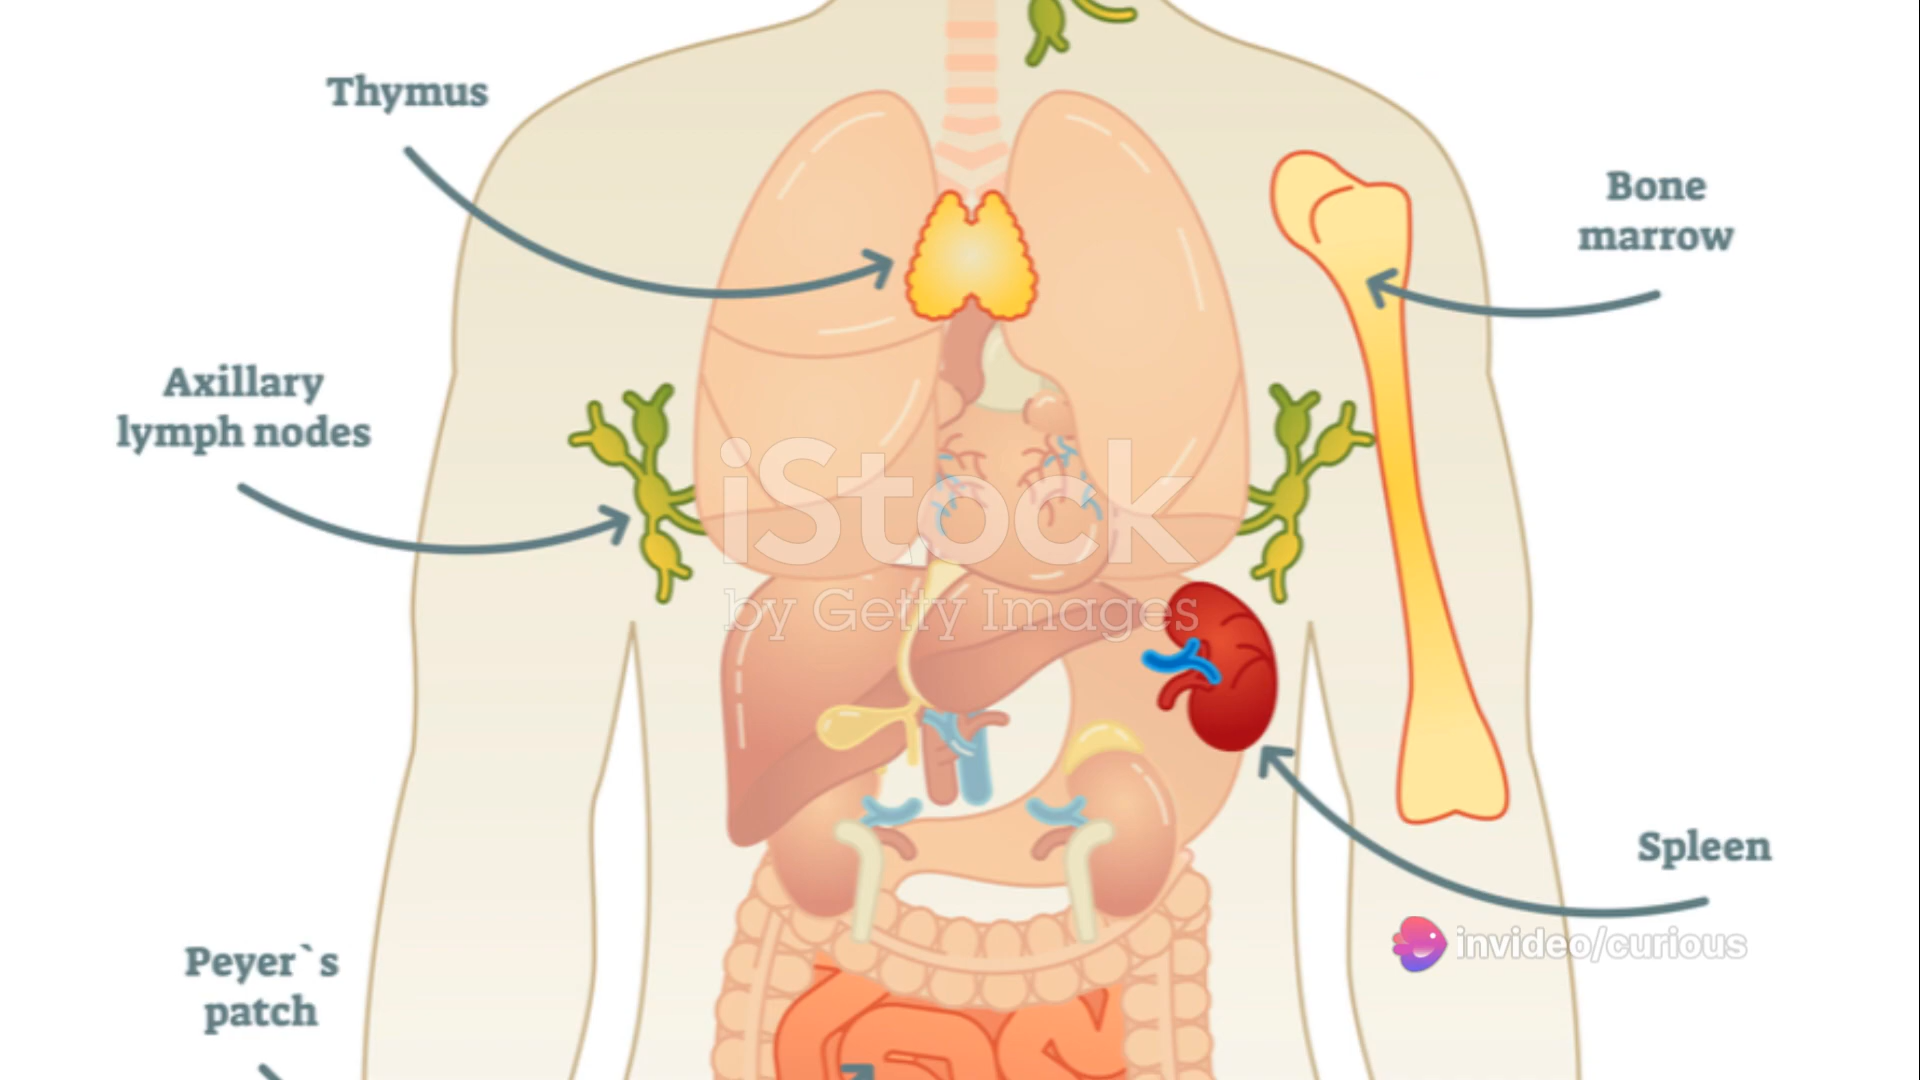 Thymus
Bone
marrow
Axillary
lymph nodes
iStock
by Getty Images
Spleen
invideo/curious
Peyer`s
patch